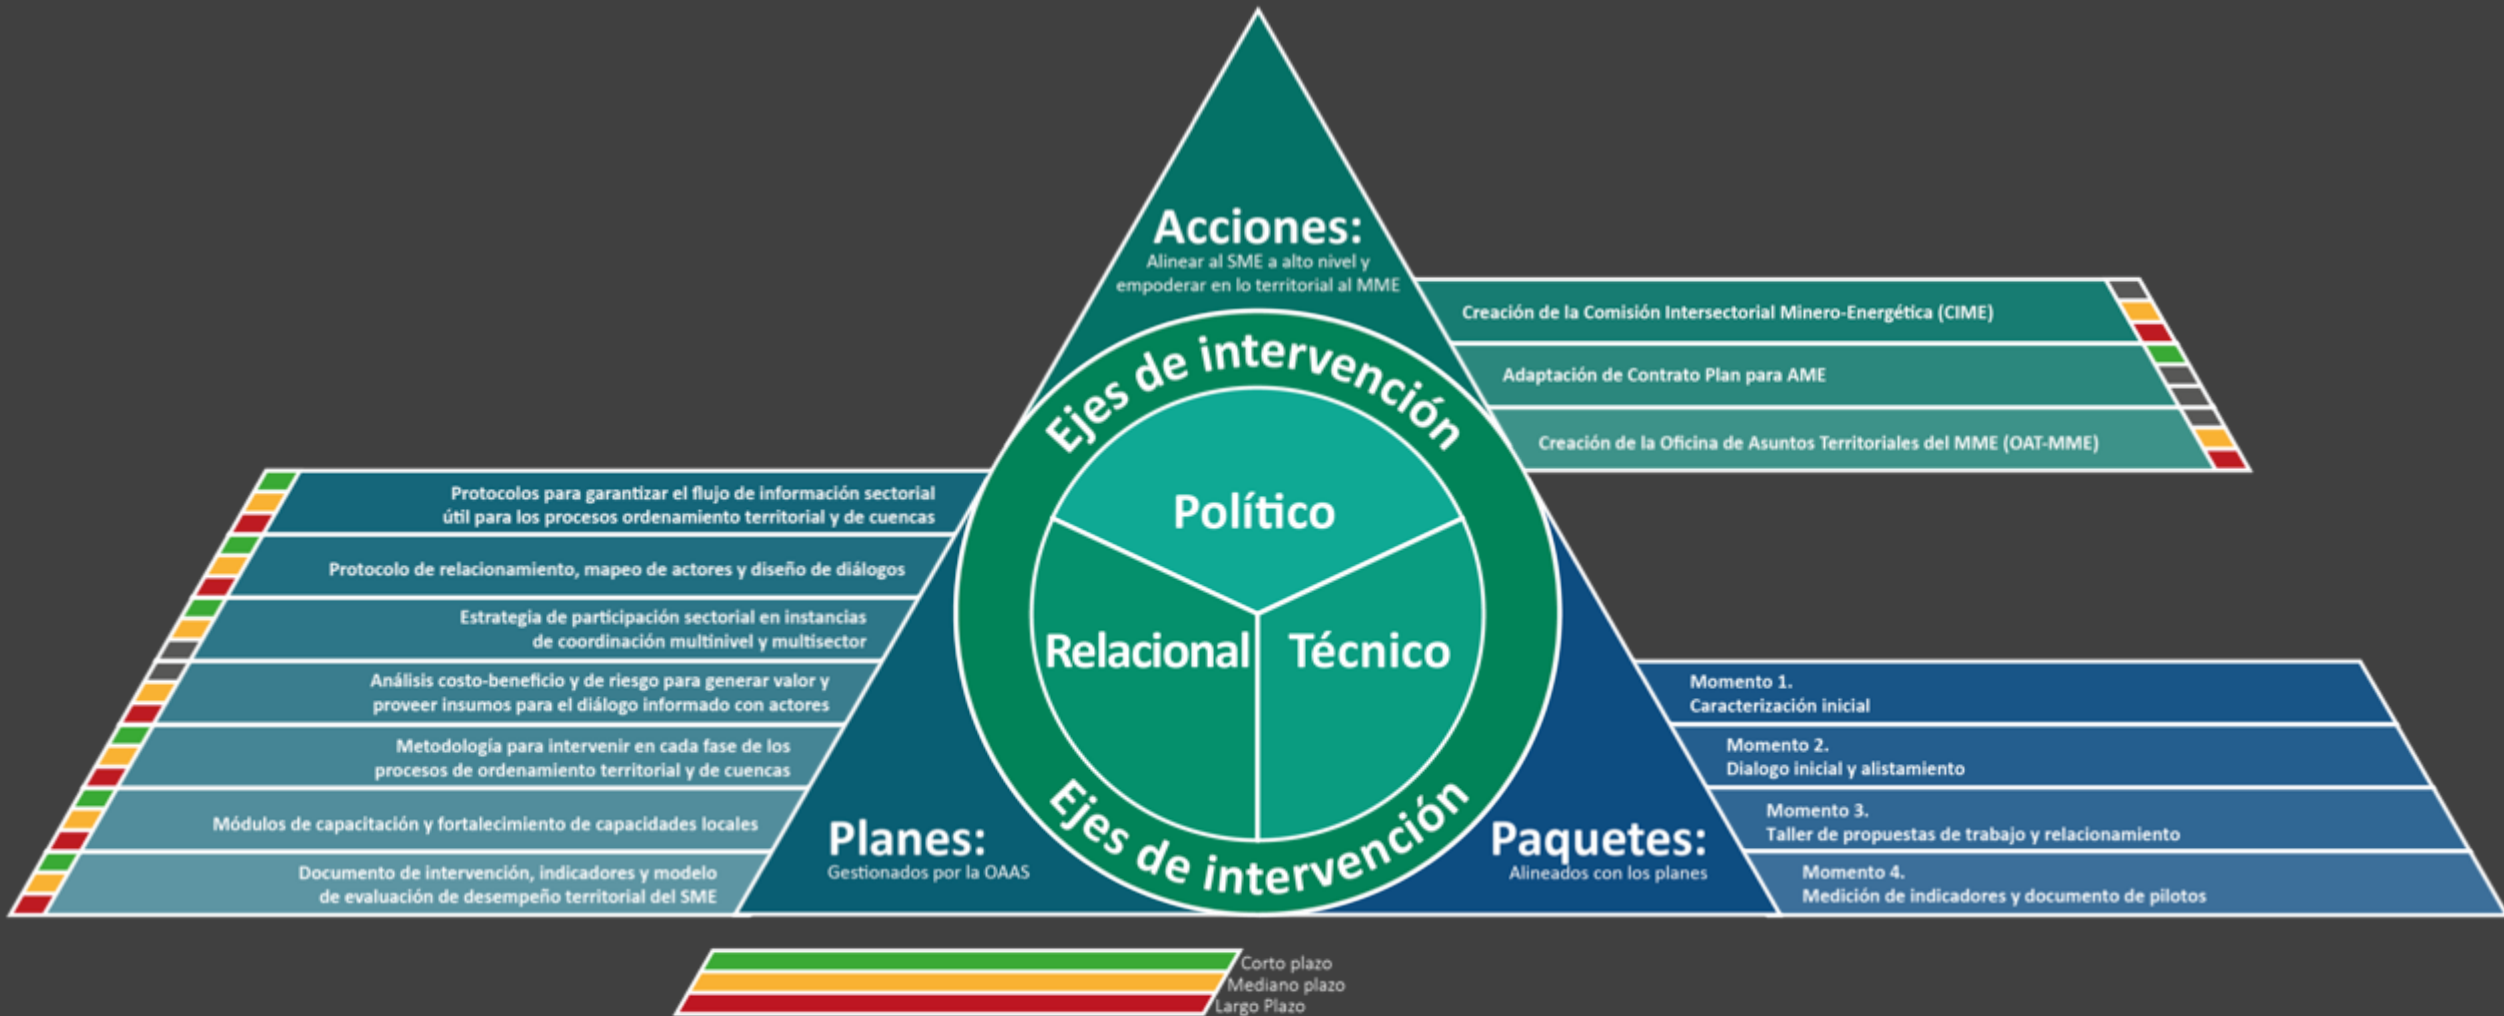 Acciones:
Alinear al SME a alto nivel y
empoderar en lo territorial al MME
Creación de la Comisión Intersectorial Minero-Energética (CIME)
Adaptación de Contrato Plan para AME
Creación de la Oficina de Asuntos Territoriales del MME (OAT-MME)
Ejes de intervención
Político
Relacional
Técnico
Ejes de intervención
Protocolos para garantizar el flujo de información sectorial
útil para los procesos ordenamiento territorial y de cuencas
Protocolo de relacionamiento, mapeo de actores y diseño de diálogos
Estrategia de participación sectorial en instancias
de coordinación multinivel y multisector
Análisis costo-beneficio y de riesgo para generar valor y
proveer insumos para el diálogo informado con actores
Metodología para intervenir en cada fase de los
procesos de ordenamiento territorial y de cuencas
Módulos de capacitación y fortalecimiento de capacidades locales
Documento de intervención, indicadores y modelo
de evaluación de desempeño territorial del SME
Planes:
Gestionados por la OAAS
Paquetes:
Alineados con los planes
Momento 1.
Caracterización inicial
Momento 2.
Dialogo inicial y alistamiento
Momento 3.
Taller de propuestas de trabajo y relacionamiento
Momento 4.
Medición de indicadores y documento de pilotos
Corto plazo
Mediano plazo
Largo Plazo